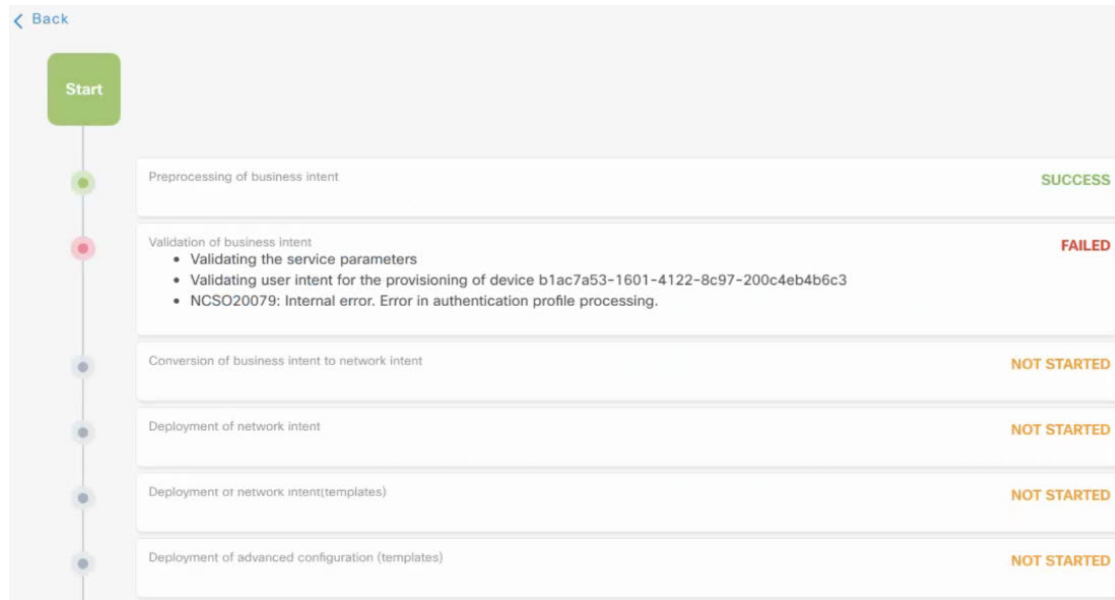 Back
Start
Preprocessing of business intent
SUCCESS
Validation of business intent
FAILED
• Validating the service parameters
• Validating user intent for the provisioning of device b1ac7a53-1601-4122-8c97-200c4eb4b6c3
• NCSO20079: Internal error. Error in authentication profile processing.
Conversion of business intent to network intent
NOT STARTED
Deployment of network intent
NOT STARTED
Deployment of network intent(templates)
NOT STARTED
Deployment of advanced configuration (templates)
NOT STARTED